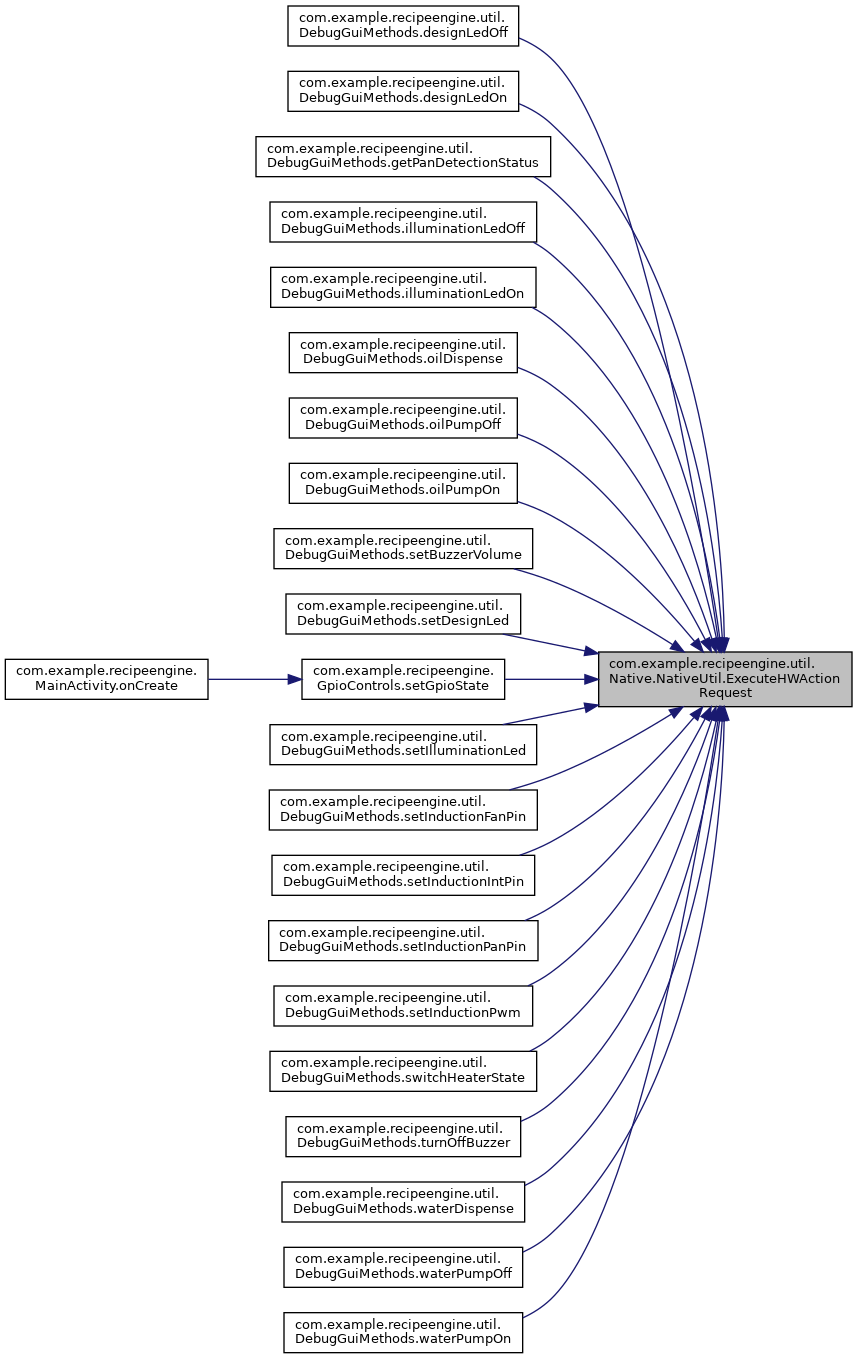 com.example.recipeengine.util.
DebugGuiMethods.designLedOff
com.example.recipeengine.util.
DebugGuiMethods.designLedOn
com.example.recipeengine.util.
DebugGuiMethods.getPanDetectionStatus
com.example.recipeengine.util.
DebugGuiMethods.illuminationLedOff
com.example.recipeengine.util.
DebugGuiMethods.illuminationLedOn
com.example.recipeengine.util.
DebugGuiMethods.oilDispense
com.example.recipeengine.util.
DebugGuiMethods.oilPumpOff
com.example.recipeengine.util.
DebugGuiMethods.oilPumpOn
com.example.recipeengine.util.
DebugGuiMethods.setBuzzerVolume
com.example.recipeengine.util.
DebugGuiMethods.setDesignLed
com.example.recipeengine.
MainActivity.onCreate
com.example.recipeengine.
GpioControls.setGpioState
com.example.recipeengine.util.
Native.NativeUtil.ExecuteHWAction
Request
com.example.recipeengine.util.
DebugGuiMethods.setIlluminationLed
com.example.recipeengine.util.
DebugGuiMethods.setInductionFanPin
com.example.recipeengine.util.
DebugGuiMethods.setInductionIntPin
com.example.recipeengine.util.
DebugGuiMethods.setInductionPanPin
com.example.recipeengine.util.
DebugGuiMethods.setInductionPwm
com.example.recipeengine.util.
DebugGuiMethods.switchHeaterState
com.example.recipeengine.util.
DebugGuiMethods.turnOffBuzzer
com.example.recipeengine.util.
DebugGuiMethods.waterDispense
com.example.recipeengine.util.
DebugGuiMethods.waterPumpOff
com.example.recipeengine.util.
DebugGuiMethods.waterPumpOn